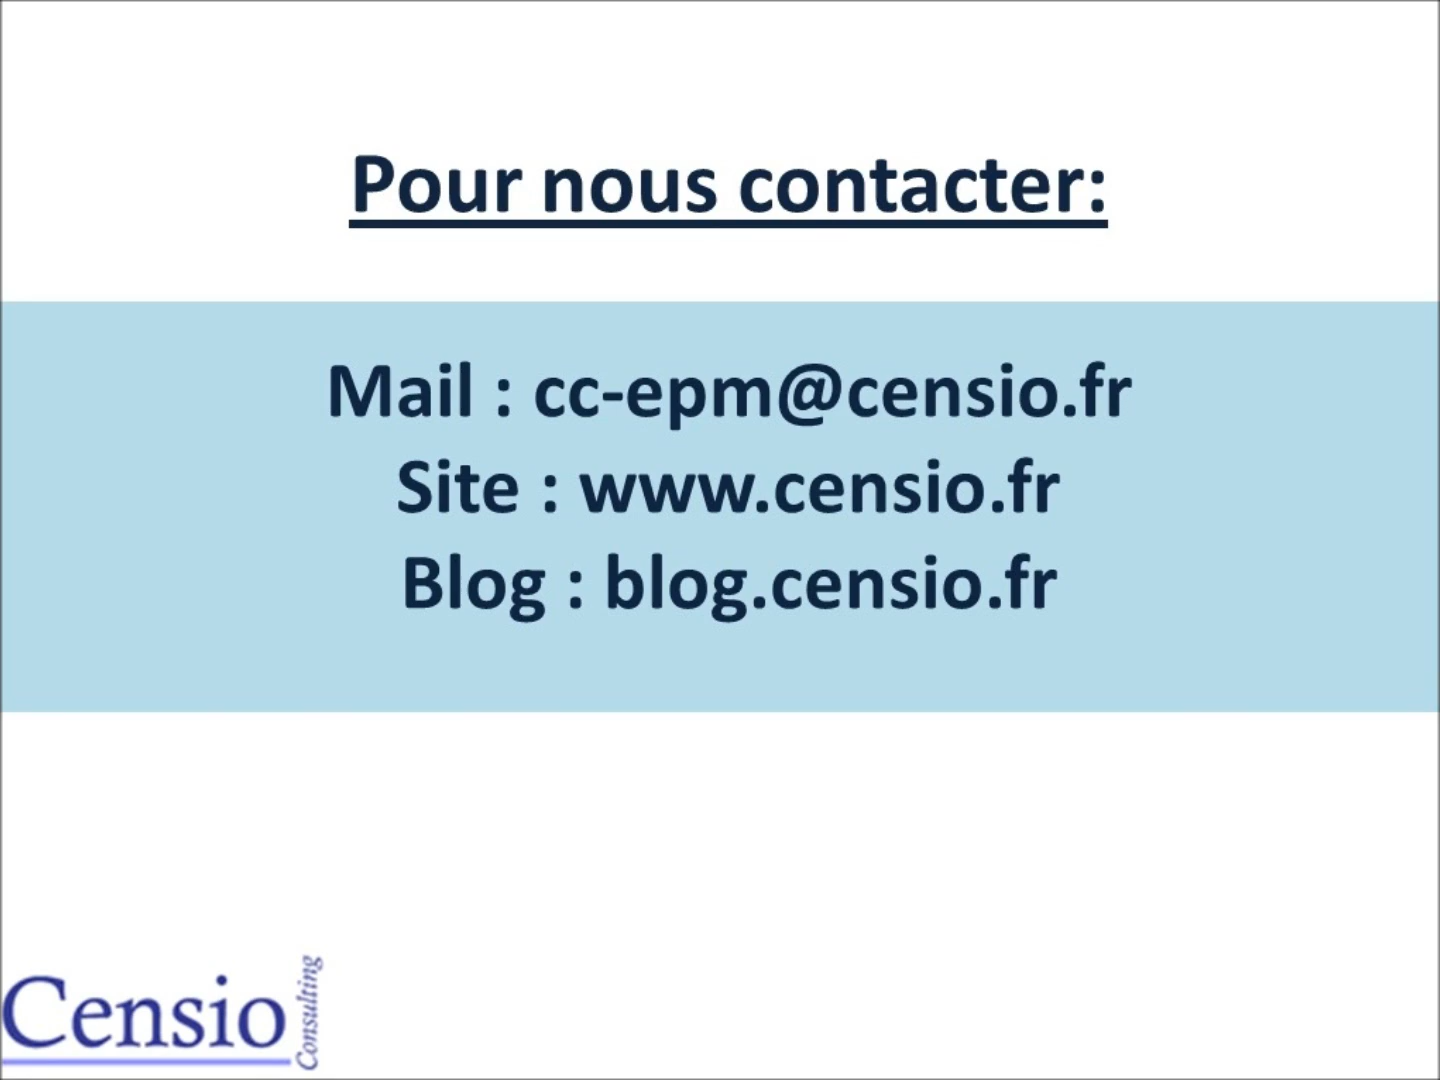 Pour nous contacter:
Mail : cc-epm@censio.fr
Site : www.censio.fr
Blog : blog.censio.fr
Censio
Consulting